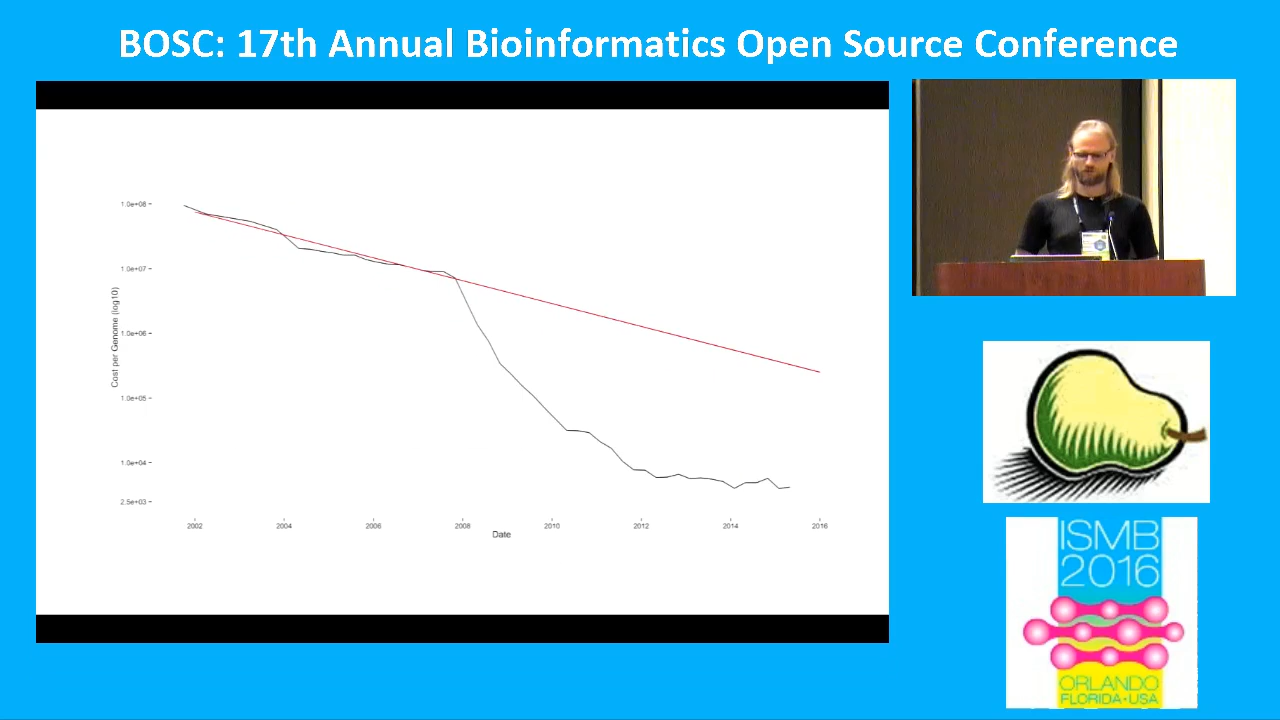 BOSC: 17th Annual Bioinformatics Open Source Conference
Cost per Genome (log10)
1.0e+08
1.0e+07
1.0e+06
1.0e+05
1.0e+04
2.5e+03
2002 2004 2006 2008 2010 2012 2014 2016
Date
ISMB
2016
ORLANDO
FLORIDA•USA